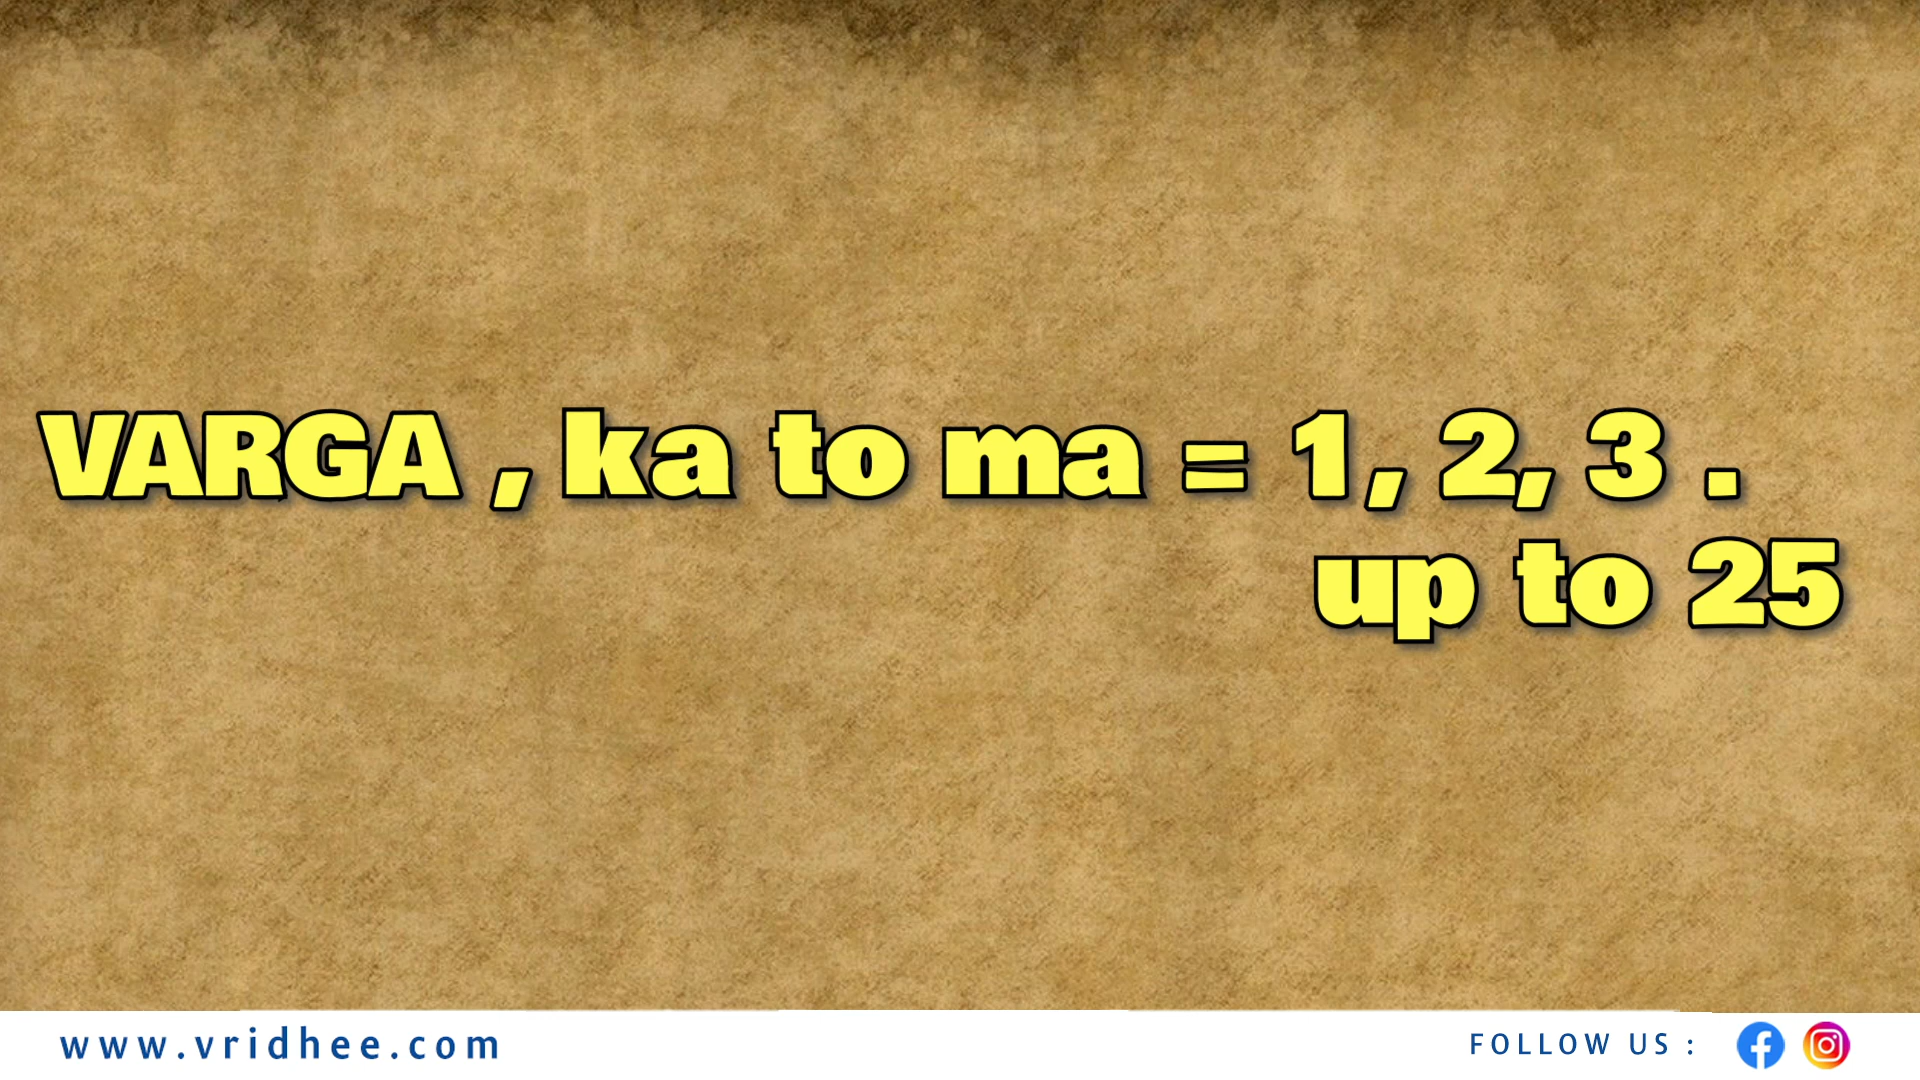 VARGA , ka to ma = 1, 2, 3 .
up to 25
www.vridhee.com
FOLLOW US :